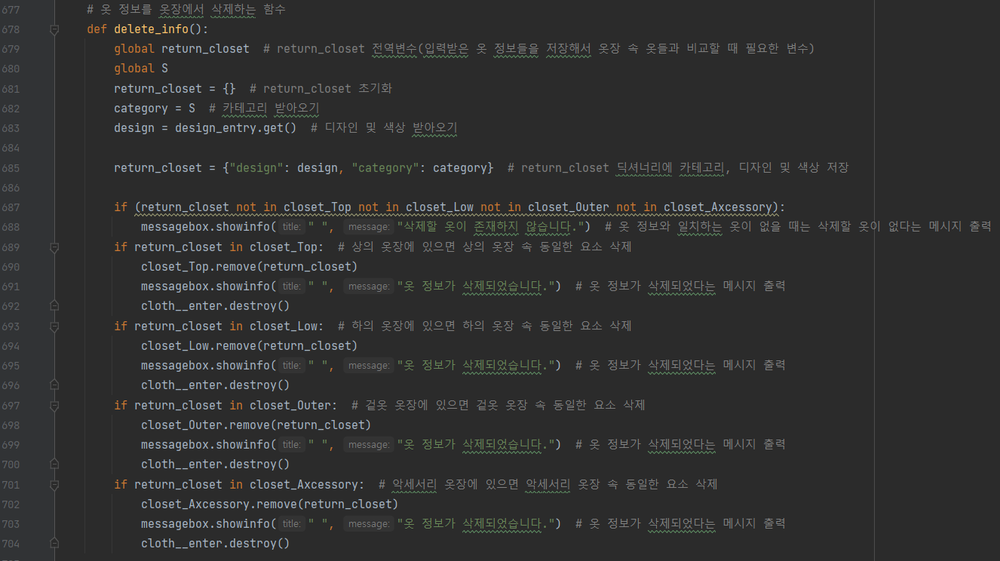 677 # 옷 정보를 옷장에서 삭제하는 함수
678 def delete_info():
679 global return_closet # return_closet 전역변수(입력받은 옷 정보들을 저장해서 옷장 속 옷들과 비교할 때 필요한 변수)
680 global S
681 return_closet = {} # return_closet 초기화
682 category = S # 카테고리 받아오기
683 design = design_entry.get() # 디자인 및 색상 받아오기
684
685 return_closet = {"design": design, "category": category} # return_closet 딕셔너리에 카테고리, 디자인 및 색상 저장
686
687 if (return_closet not in closet_Top not in closet_Low not in closet_Outer not in closet_Axcessory):
688 messagebox.showinfo( title: " ", message: "삭제할 옷이 존재하지 않습니다.") # 옷 정보와 일치하는 옷이 없을 때는 삭제할 옷이 없다는 메시지 출력
689 if return_closet in closet_Top: # 상의 옷장에 있으면 상의 옷장 속 동일한 요소 삭제
690 closet_Top.remove(return_closet)
691 messagebox.showinfo( title: " ", message: "옷 정보가 삭제되었습니다.") # 옷 정보가 삭제되었다는 메시지 출력
692 cloth__enter.destroy()
693 if return_closet in closet_Low: # 하의 옷장에 있으면 하의 옷장 속 동일한 요소 삭제
694 closet_Low.remove(return_closet)
695 messagebox.showinfo( title: " ", message: "옷 정보가 삭제되었습니다.") # 옷 정보가 삭제되었다는 메시지 출력
696 cloth__enter.destroy()
697 if return_closet in closet_Outer: # 겉옷 옷장에 있으면 겉옷 옷장 속 동일한 요소 삭제
698 closet_Outer.remove(return_closet)
699 messagebox.showinfo( title: " ", message: "옷 정보가 삭제되었습니다.") # 옷 정보가 삭제되었다는 메시지 출력
700 cloth__enter.destroy()
701 if return_closet in closet_Axcessory: # 악세서리 옷장에 있으면 악세서리 옷장 속 동일한 요소 삭제
702 closet_Axcessory.remove(return_closet)
703 messagebox.showinfo( title: " ", message: "옷 정보가 삭제되었습니다.") # 옷 정보가 삭제되었다는 메시지 출력
704 cloth__enter.destroy()